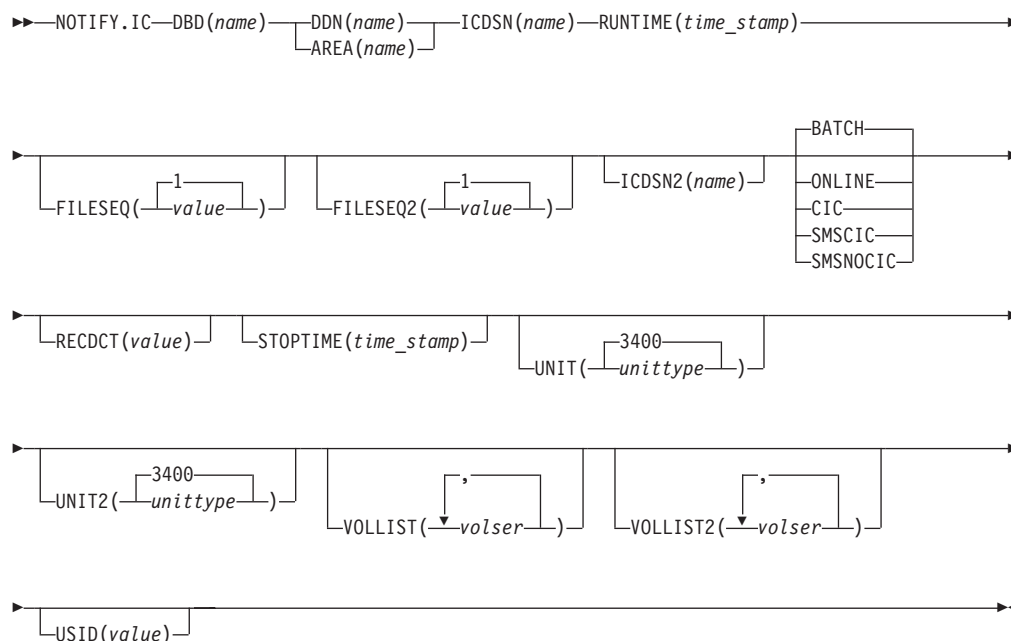 NOTIFY.IC DBD(name) DDN(name) ICDSN(name) RUNTIME(time_stamp)
AREA(name)
BATCH
1 1 ICDSN2(name) ONLINE
FILESEQ( value ) FILESEQ2( value ) CIC
SMSCIC
SMSNOCIC
RECDCT(value) STOPTIME(time_stamp) 3400
UNIT( unittype )
3400 , ,
UNIT2( unittype ) VOLLIST( volser ) VOLLIST2( volser )
USID(value)